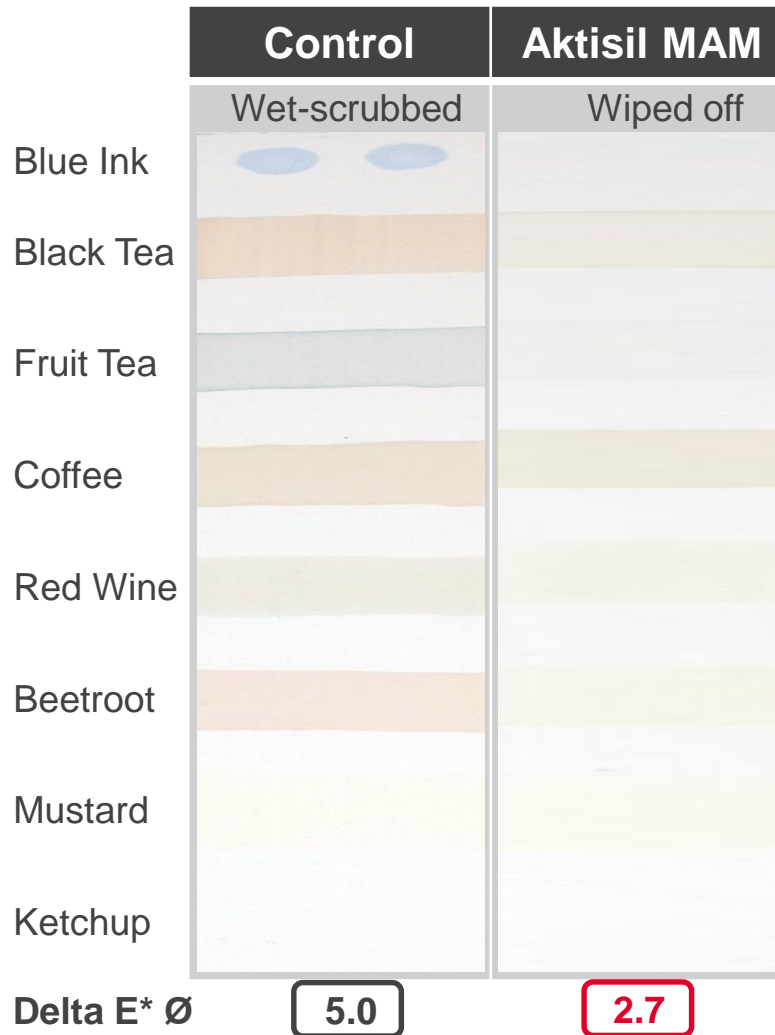 Control Aktisil MAM
Wet-scrubbed Wiped off
Blue Ink
Black Tea
Fruit Tea
Coffee
Red Wine
Beetroot
Mustard
Ketchup
Delta E* Ø 5.0 2.7